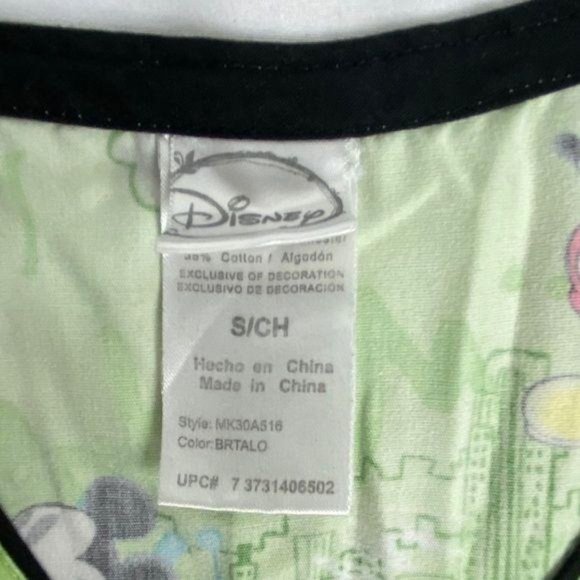 Disney
Cotton / Algodón
EXCLUSIVE OF DECORATION
EXCLUSIVO DE DECORACION
S/CH
Hecho en China
Made in China
Style: MK30A516
Color: BRTALO
UPC# 7 3731406502